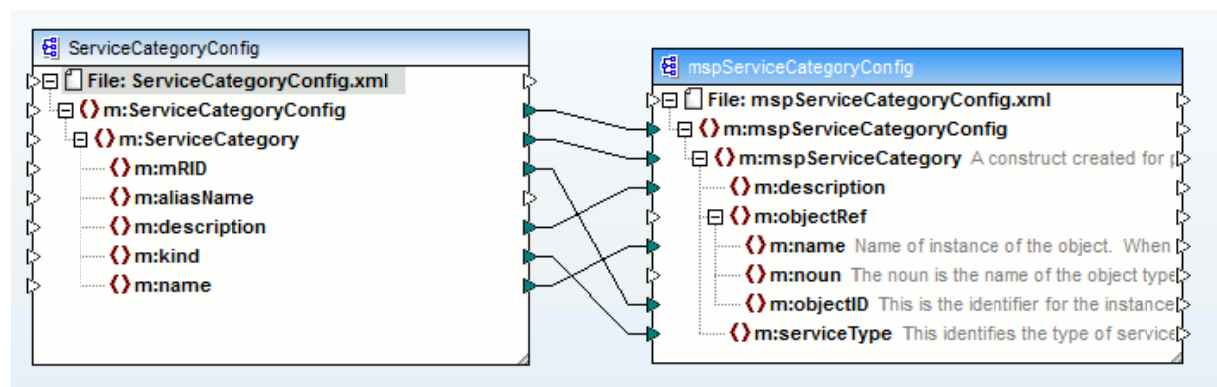 ServiceCategoryConfig
File: ServiceCategoryConfig.xml
m:ServiceCategoryConfig
m:ServiceCategory
m:mRID
m:aliasName
m:description
m:kind
m:name
mspServiceCategoryConfig
File: mspServiceCategoryConfig.xml
m:mspServiceCategoryConfig
m:mspServiceCategory A construct created for
m:description
m:objectRef
m:name Name of instance of the object. When
m:noun The noun is the name of the object type
m:objectID This is the identifier for the instance
m:serviceType This identifies the type of service